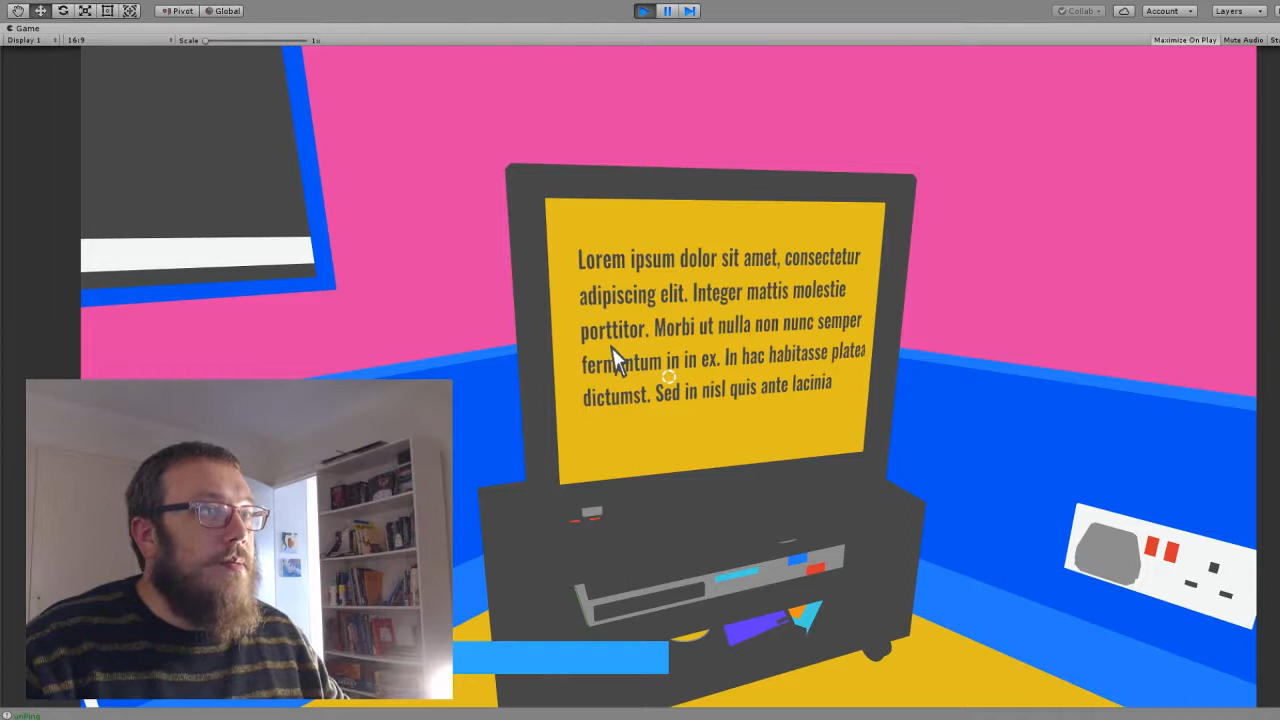 Pivot Global Collab Account Layers
Game
Display 1 16:9 Scale 1x Maximize On Play Mute Audio
Lorem ipsum dolor sit amet, consectetur
adipiscing elit. Integer mattis molestie
porttitor. Morbi ut nulla non nunc semper
fermentum in in ex. In hac habitasse platea
dictumst. Sed in nisl quis ante lacinia
unPing